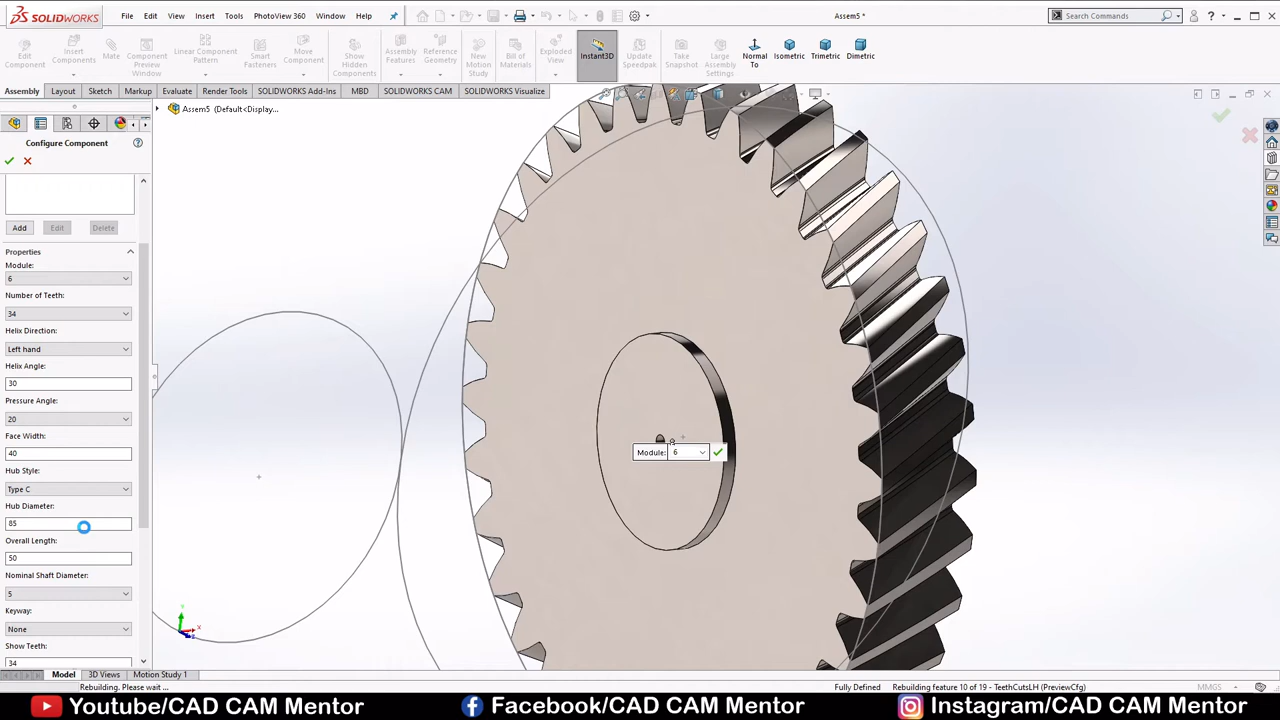 SOLIDWORKS
File
Edit
View
Insert
Tools
PhotoView 360
Window
Help
Assem5 *
Search Commands
Edit Component
Insert Components
Mate
Component Preview Window
Linear Component Pattern
Smart Fasteners
Move Component
Show Hidden Components
Assembly Features
Reference Geometry
New Motion Study
Bill of Materials
Exploded View
Instant3D
Update Speedpak
Take Snapshot
Large Assembly Settings
Normal To
Isometric
Trimetric
Dimetric
Assembly
Layout
Sketch
Markup
Evaluate
Render Tools
SOLIDWORKS Add-Ins
MBD
SOLIDWORKS CAM
SOLIDWORKS Visualize
Assem5 (Default<Display...
Configure Component
Add
Edit
Delete
Properties
Module:
6
Number of Teeth:
34
Helix Direction:
Left hand
Helix Angle:
30
Pressure Angle:
20
Face Width:
40
Hub Style:
Type C
Hub Diameter:
85
Overall Length:
50
Nominal Shaft Diameter:
5
Keyway:
None
Show Teeth:
34
Module: 6
Y
X
Model
3D Views
Motion Study 1
Rebuilding. Please wait ...
Fully Defined
Rebuilding feature 10 of 19 - TeethCutsLH (PreviewCfg)
MMGS
Youtube/CAD CAM Mentor
Facebook/CAD CAM Mentor
Instagram/CAD CAM Mentor